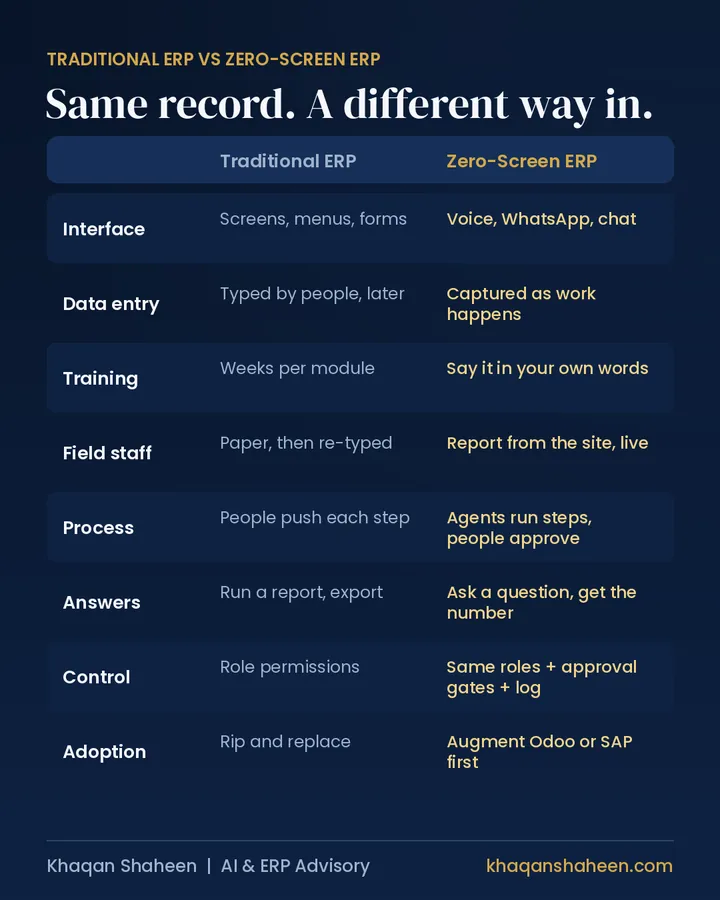 TRADITIONAL ERP VS ZERO-SCREEN ERP
Same record. A different way in.
Traditional ERP Zero-Screen ERP
Interface Screens, menus, forms Voice, WhatsApp, chat
Data entry Typed by people, later Captured as work
happens
Training Weeks per module Say it in your own words
Field staff Paper, then re-typed Report from the site, live
Process People push each step Agents run steps,
people approve
Answers Run a report, export Ask a question, get the
number
Control Role permissions Same roles + approval
gates + log
Adoption Rip and replace Augment Odoo or SAP
first
Khaqan Shaheen | AI & ERP Advisory khaqanshaheen.com